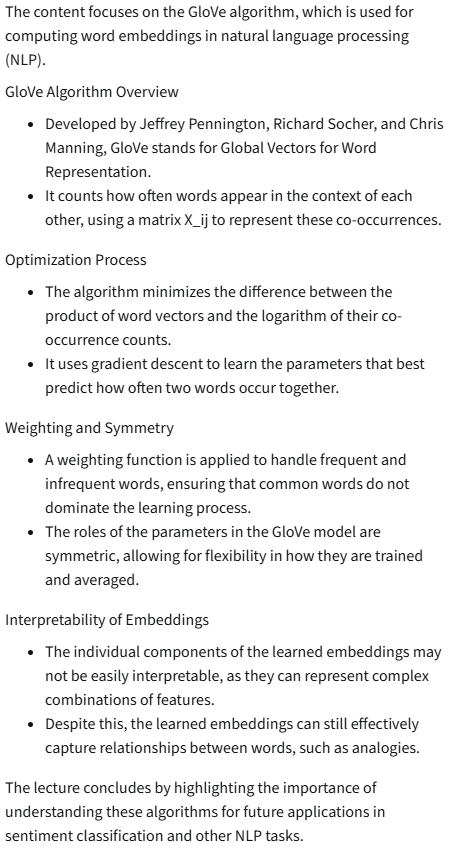 The content focuses on the GloVe algorithm, which is used for
computing word embeddings in natural language processing
(NLP).
GloVe Algorithm Overview
• Developed by Jeffrey Pennington, Richard Socher, and Chris
Manning, GloVe stands for Global Vectors for Word
Representation.
• It counts how often words appear in the context of each
other, using a matrix X_ij to represent these co-occurrences.
Optimization Process
• The algorithm minimizes the difference between the
product of word vectors and the logarithm of their co-
occurrence counts.
• It uses gradient descent to learn the parameters that best
predict how often two words occur together.
Weighting and Symmetry
• A weighting function is applied to handle frequent and
infrequent words, ensuring that common words do not
dominate the learning process.
• The roles of the parameters in the GloVe model are
symmetric, allowing for flexibility in how they are trained
and averaged.
Interpretability of Embeddings
• The individual components of the learned embeddings may
not be easily interpretable, as they can represent complex
combinations of features.
• Despite this, the learned embeddings can still effectively
capture relationships between words, such as analogies.
The lecture concludes by highlighting the importance of
understanding these algorithms for future applications in
sentiment classification and other NLP tasks.